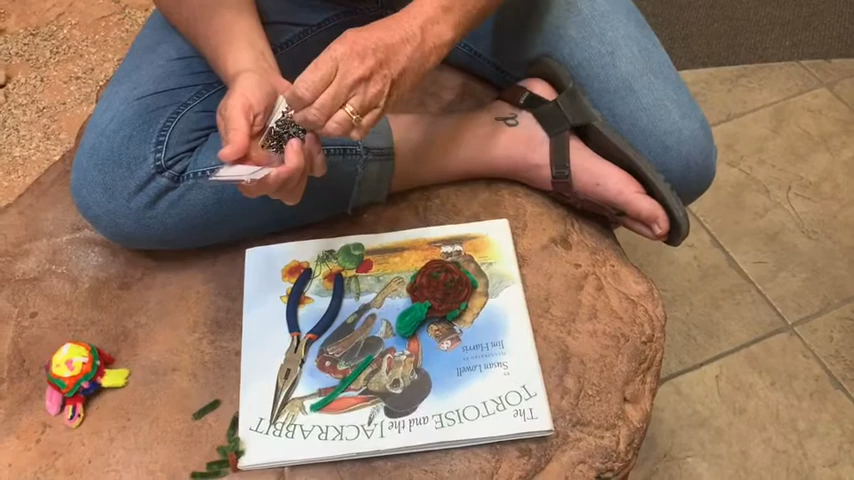 The
TORTOISE and the JACKRABBIT
BY
Susan Lowell
ILLUSTRATED BY
Jim Harris